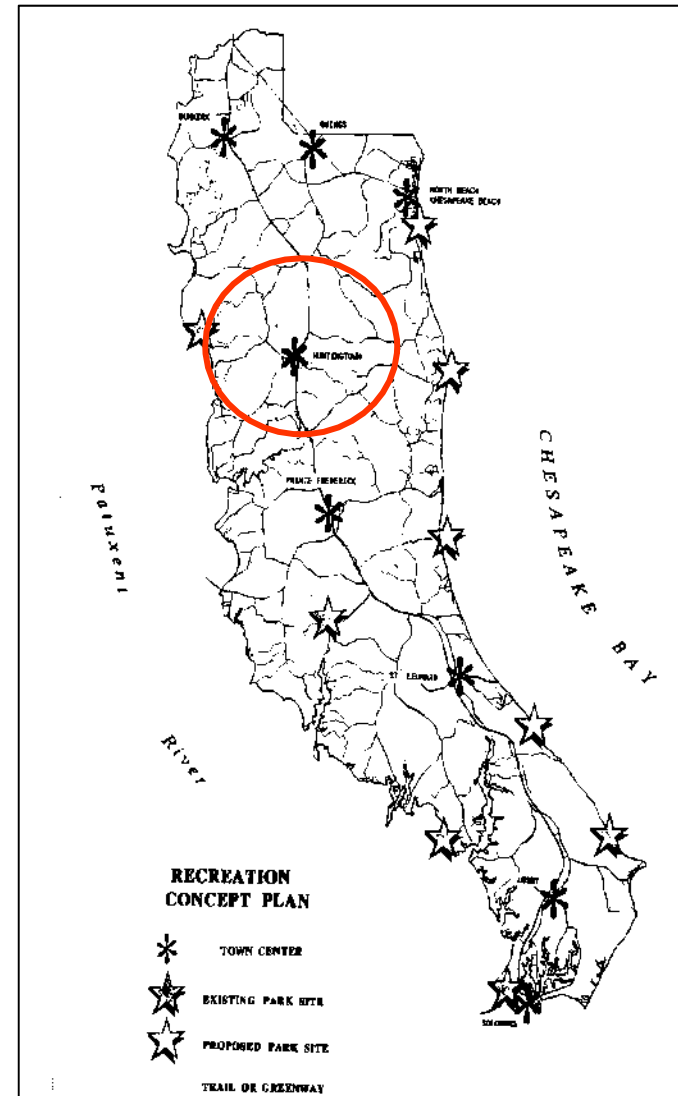 DUNKIRK
OWINGS
NORTH BEACH
CHESAPEAKE BEACH
HUNTINGTOWN
PRINCE FREDERICK
CHESAPEAKE BAY
Patuxent
ST LEONARD
River
LUSBY
SOLOMONS
RECREATION
CONCEPT PLAN
TOWN CENTER
EXISTING PARK SITE
PROPOSED PARK SITE
TRAIL OR GREENWAY